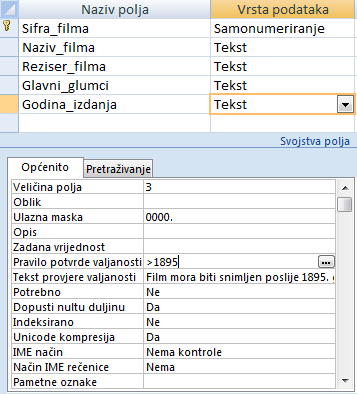 Naziv polja Vrsta podataka
Sifra_filma Samonumeriranje
Naziv_filma Tekst
Reziser_filma Tekst
Glavni_glumci Tekst
Godina_izdanja Tekst
Svojstva polja
Općenito Pretraživanje
Veličina polja 3
Oblik
Ulazna maska 0000.
Opis
Zadana vrijednost
Pravilo potvrde valjanosti >1895
Tekst provjere valjanosti Film mora biti snimljen poslije 1895.
Potrebno Ne
Dopusti nultu duljinu Da
Indeksirano Ne
Unicode kompresija Da
IME način Nema kontrole
Način IME rečenice Nema
Pametne oznake